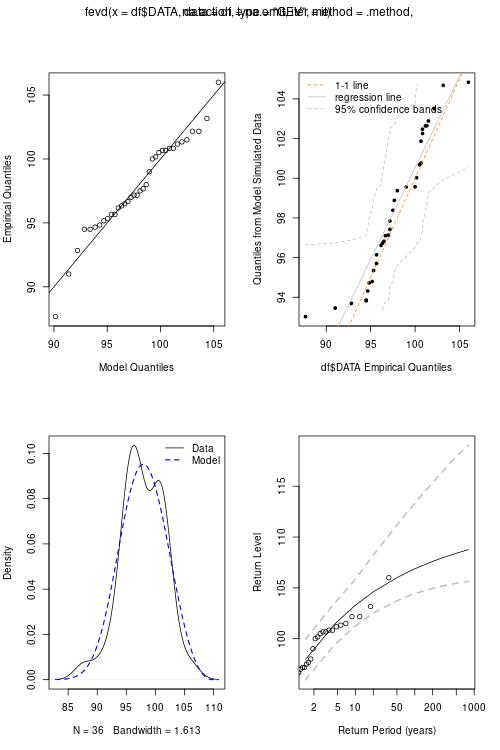 fevd(x = df$DATA, method = .method,
Empirical Quantiles
90 95 100 105
90 95 100 105
Model Quantiles
Quantiles from Model Simulated Data
94 96 98 100 102 104
1-1 line
regression line
95% confidence bands
90 95 100 105
df$DATA Empirical Quantiles
Density
0.00 0.02 0.04 0.06 0.08 0.10
Data
Model
85 90 95 100 105 110
N = 36 Bandwidth = 1.613
Return Level
100 105 110 115
2 5 10 50 200 1000
Return Period (years)